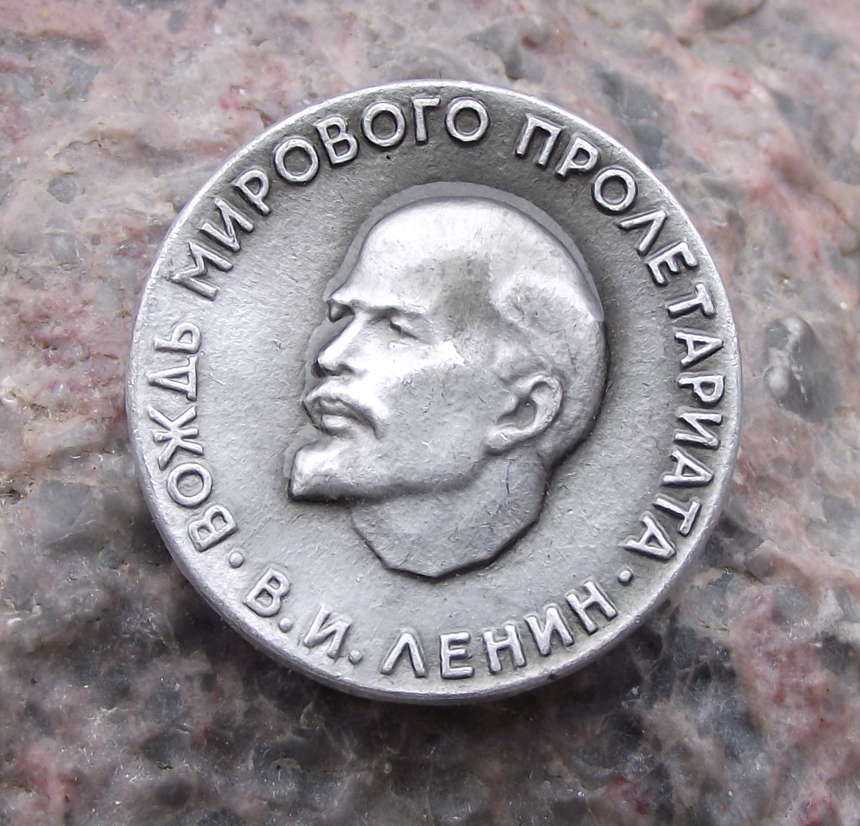 ВОЖДЬ МИРОВОГО ПРОЛЕТАРИАТА
В. И. ЛЕНИН